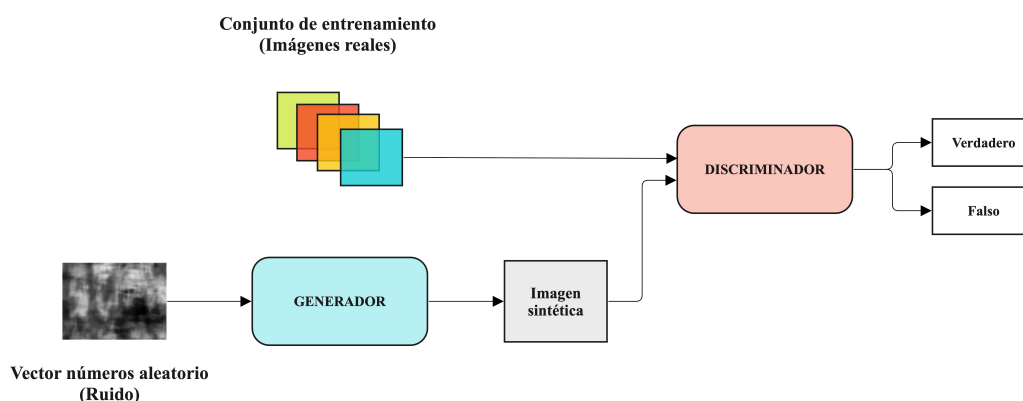 Conjunto de entrenamiento
(Imágenes reales)
DISCRIMINADOR
Verdadero
Falso
GENERADOR
Imagen
sintética
Vector números aleatorio
(Ruido)